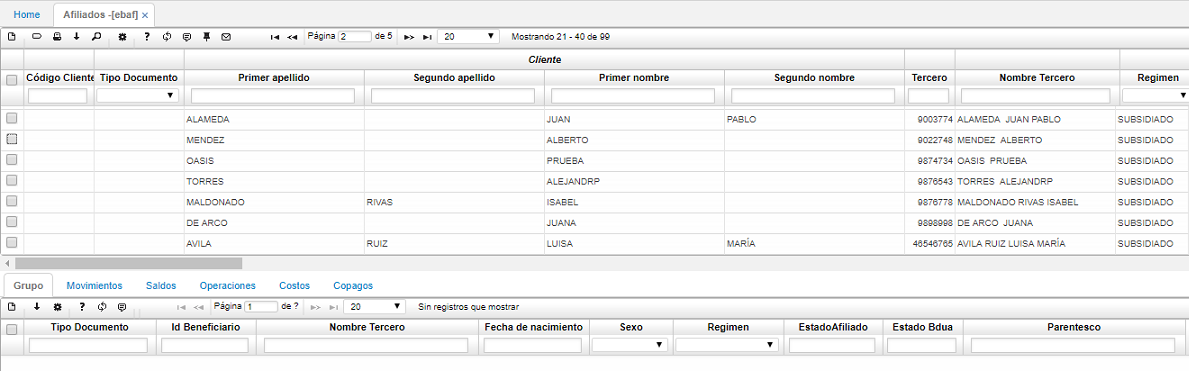 Home Afiliados -[ebaf] ×
Página 2 de 5 20 Mostrando 21 - 40 de 99
Cliente
Código Cliente Tipo Documento Primer apellido Segundo apellido Primer nombre Segundo nombre Tercero Nombre Tercero Regimen
ALAMEDA JUAN PABLO 9003774 ALAMEDA JUAN PABLO SUBSIDIADO
MENDEZ ALBERTO 9022748 MENDEZ ALBERTO SUBSIDIADO
OASIS PRUEBA 9874734 OASIS PRUEBA SUBSIDIADO
TORRES ALEJANDRP 9876543 TORRES ALEJANDRP SUBSIDIADO
MALDONADO RIVAS ISABEL 9876778 MALDONADO RIVAS ISABEL SUBSIDIADO
DE ARCO JUANA 9898998 DE ARCO JUANA SUBSIDIADO
AVILA RUIZ LUISA MARÍA 46546765 AVILA RUIZ LUISA MARÍA SUBSIDIADO
Grupo Movimientos Saldos Operaciones Costos Copagos
Página 1 de ? 20 Sin registros que mostrar
Tipo Documento Id Beneficiario Nombre Tercero Fecha de nacimiento Sexo Regimen EstadoAfiliado Estado Bdua Parentesco